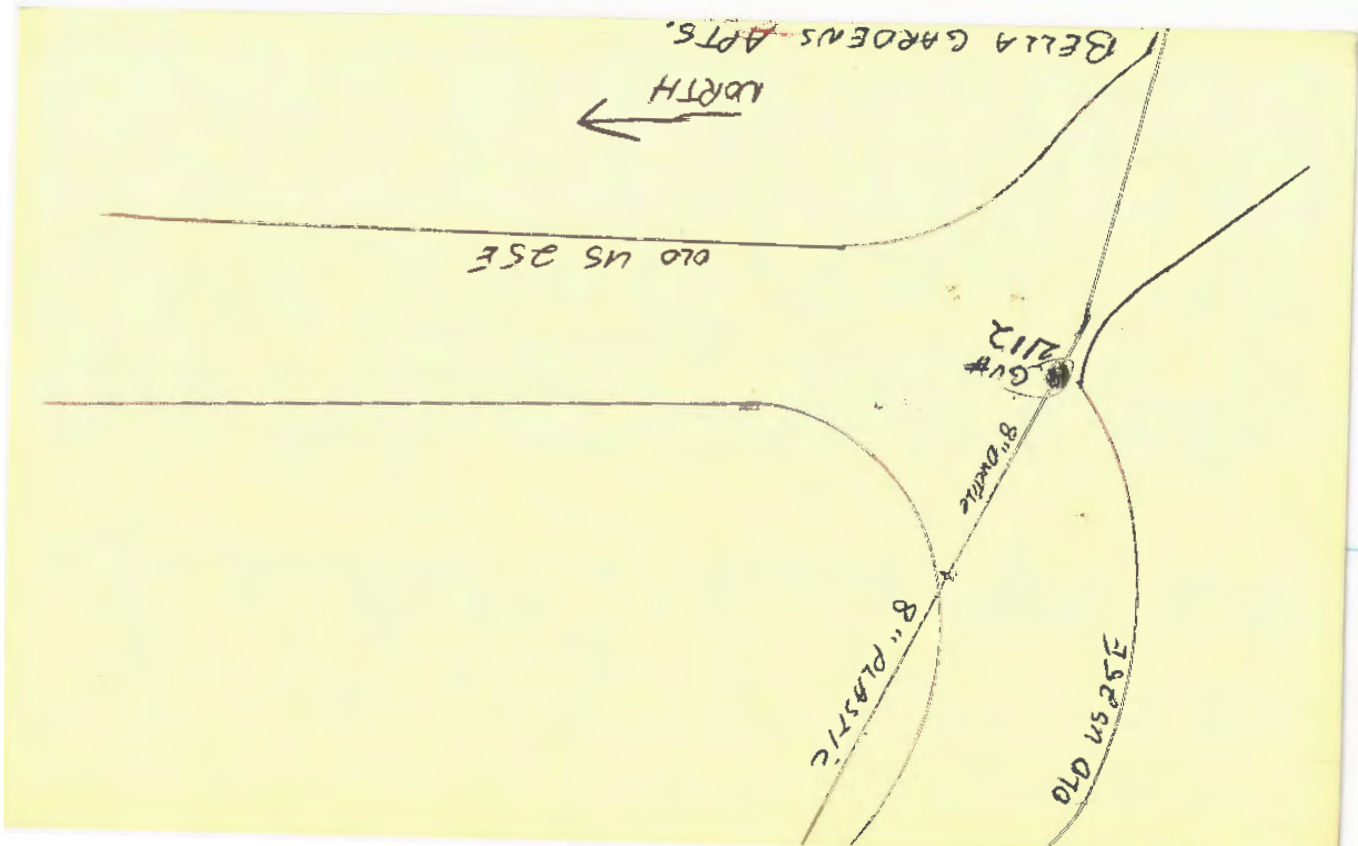 OLD US 25E
8" PLASTIC
8" DUCTILE
GV#
2112
OLD US 25E
NORTH
BELLA GARDENS APTS.